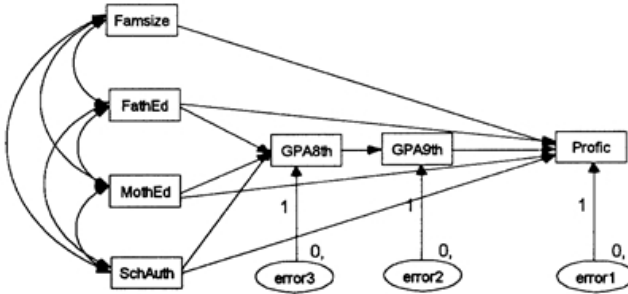 Famsize
FathEd
GPA8th
GPA9th
Profic
MothEd
1
1
1
SchAuth
0,
0,
0,
error3
error2
error1